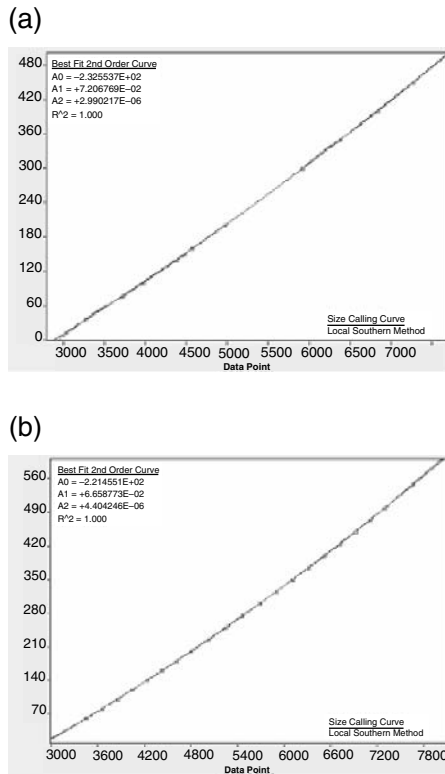 (a)
Best Fit 2nd Order Curve
A0 = −2.325537E+02
A1 = +7.206769E−02
A2 = +2.990217E−06
R^2 = 1.000
480
420
360
300
240
180
120
60
0
Size Calling Curve
Local Southern Method
3000 3500 4000 4500 5000 5500 6000 6500 7000
Data Point
(b)
Best Fit 2nd Order Curve
A0 = −2.214551E+02
A1 = +6.658773E−02
A2 = +4.404246E−06
R^2 = 1.000
560
490
420
350
280
210
140
70
Size Calling Curve
Local Southern Method
3000 3600 4200 4800 5400 6000 6600 7200 7800
Data Point